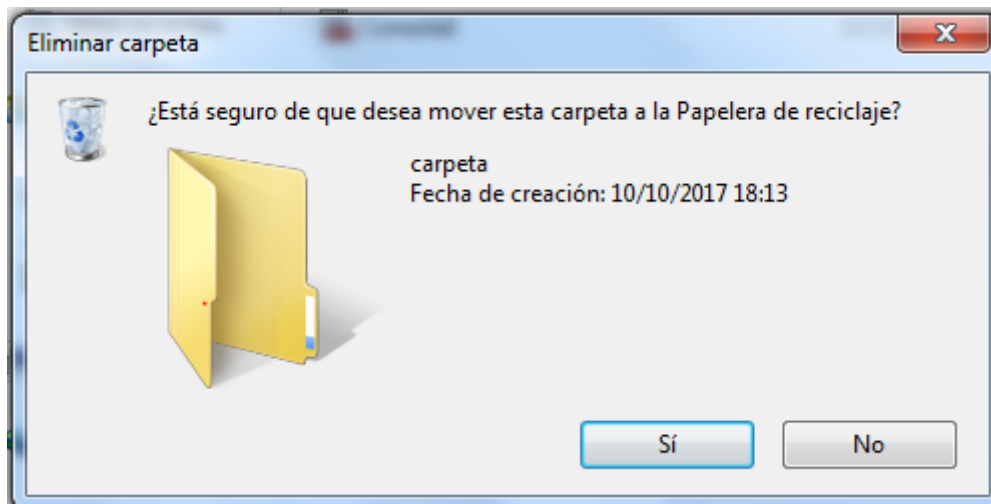 Eliminar carpeta
¿Está seguro de que desea mover esta carpeta a la Papelera de reciclaje?
carpeta
Fecha de creación: 10/10/2017 18:13
Sí
No